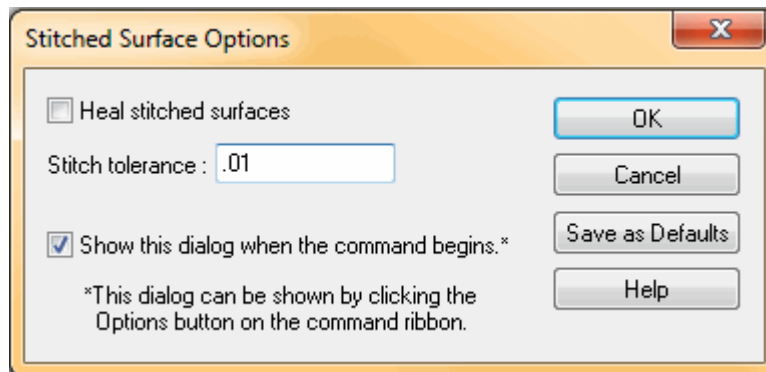 Stitched Surface Options
Heal stitched surfaces
Stitch tolerance : .01
Show this dialog when the command begins.*
*This dialog can be shown by clicking the
Options button on the command ribbon.
OK
Cancel
Save as Defaults
Help